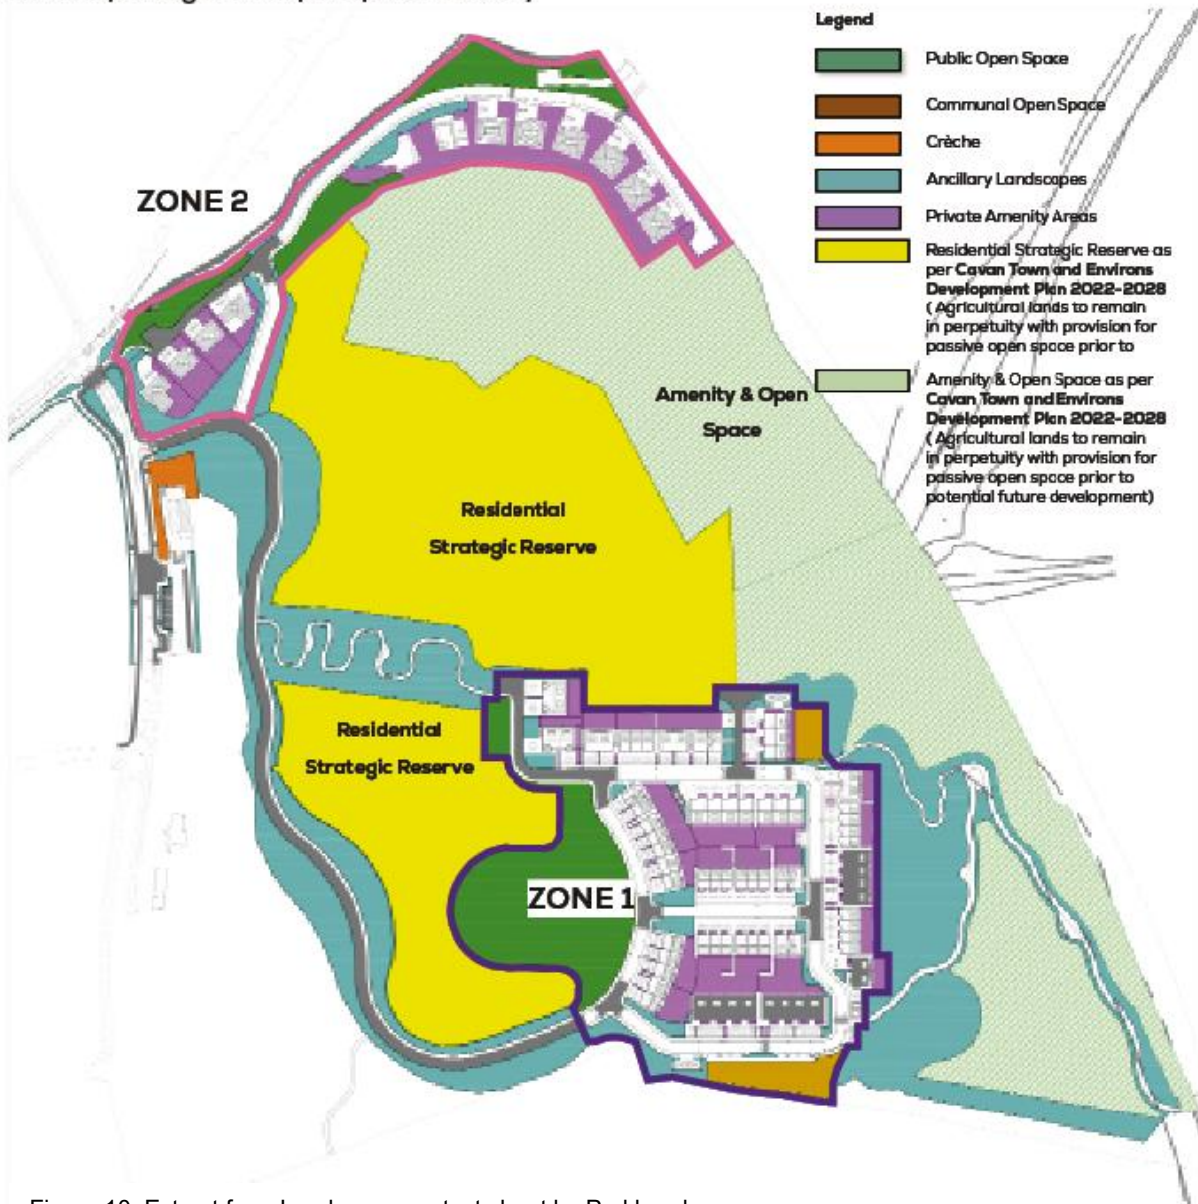 Legend
Public Open Space
Communal Open Space
Crèche
Ancillary Landscapes
Private Amenity Areas
Residential Strategic Reserve as
per Cavan Town and Environs
Development Plan 2022-2028
( Agricultural lands to remain
in perpetuity with provision for
passive open space prior to
Amenity & Open Space as per
Cavan Town and Environs
Development Plan 2022-2028
( Agricultural lands to remain
in perpetuity with provision for
passive open space prior to
potential future development)
ZONE 2
Amenity & Open
Space
Residential
Strategic Reserve
Residential
Strategic Reserve
ZONE 1